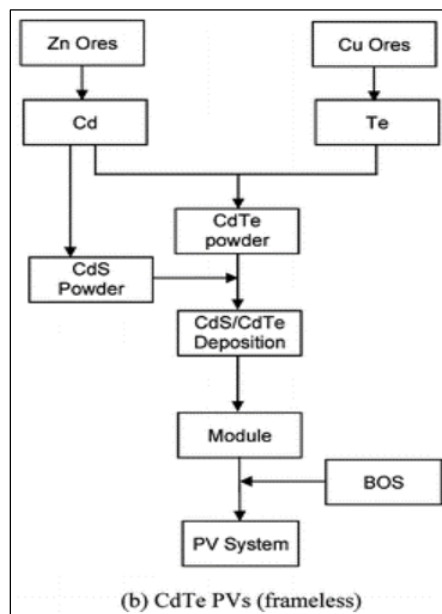 Zn Ores
Cu Ores
Cd
Te
CdTe
powder
CdS
Powder
CdS/CdTe
Deposition
Module
BOS
PV System
(b) CdTe PVs (frameless)